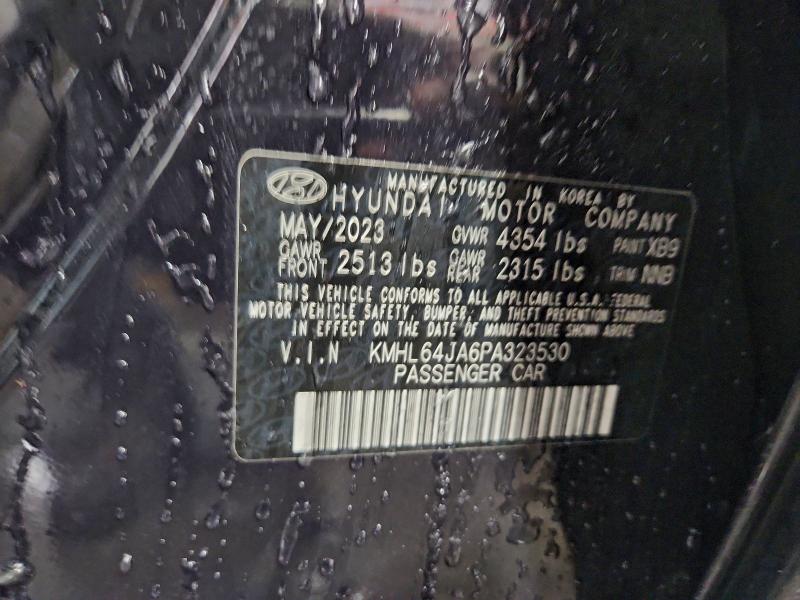 MANUFACTURED IN KOREA BY
HYUNDAI MOTOR COMPANY
MAY/2023 GVWR 4354 lbs PAINT XB9
GAWR FRONT 2513 lbs GAWR REAR 2315 lbs TRIM NNB
THIS VEHICLE CONFORMS TO ALL APPLICABLE U.S.A. FEDERAL
MOTOR VEHICLE SAFETY, BUMPER, AND THEFT PREVENTION STANDARDS
IN EFFECT ON THE DATE OF MANUFACTURE SHOWN ABOVE
V.I.N KMHL64JA6PA323530
PASSENGER CAR